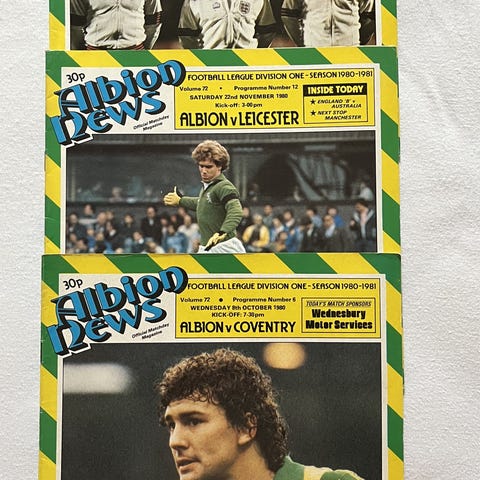 30p
Albion
News
Official Matchday
Magazine
FOOTBALL LEAGUE DIVISION ONE - SEASON 1980-1981
Volume 72 • Programme Number 12
SATURDAY 22nd NOVEMBER 1980
Kick-off: 3-00pm
ALBION v LEICESTER
INSIDE TODAY
★ ENGLAND 'B' v
AUSTRALIA
★ NEXT STOP
MANCHESTER
30p
Albion
News
Official Matchday
Magazine
FOOTBALL LEAGUE DIVISION ONE - SEASON 1980-1981
Volume 72 • Programme Number 6
WEDNESDAY 8th OCTOBER 1980
KICK-OFF: 7-30pm
ALBION v COVENTRY
TODAY'S MATCH SPONSORS
Wednesbury
Motor Services